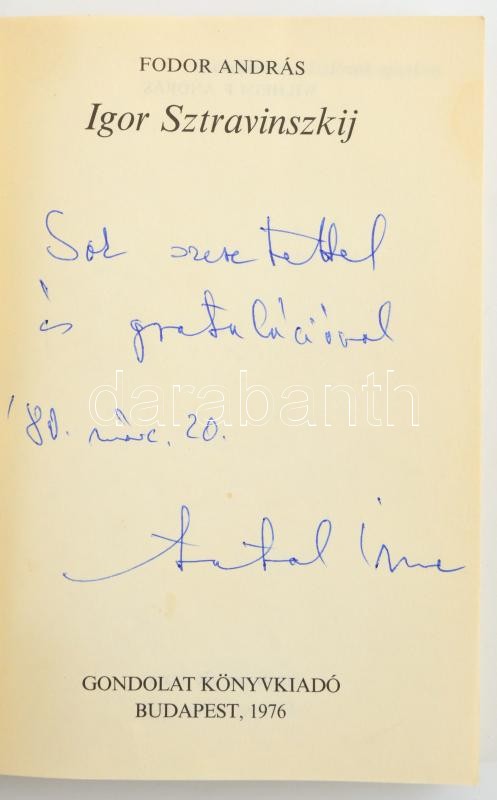 FODOR ANDRÁS
Igor Sztravinszkij
Sok szeretettel
és gratulációval
darabanth
'80. márc. 20.
Antal Imre
GONDOLAT KÖNYVKIADÓ
BUDAPEST, 1976